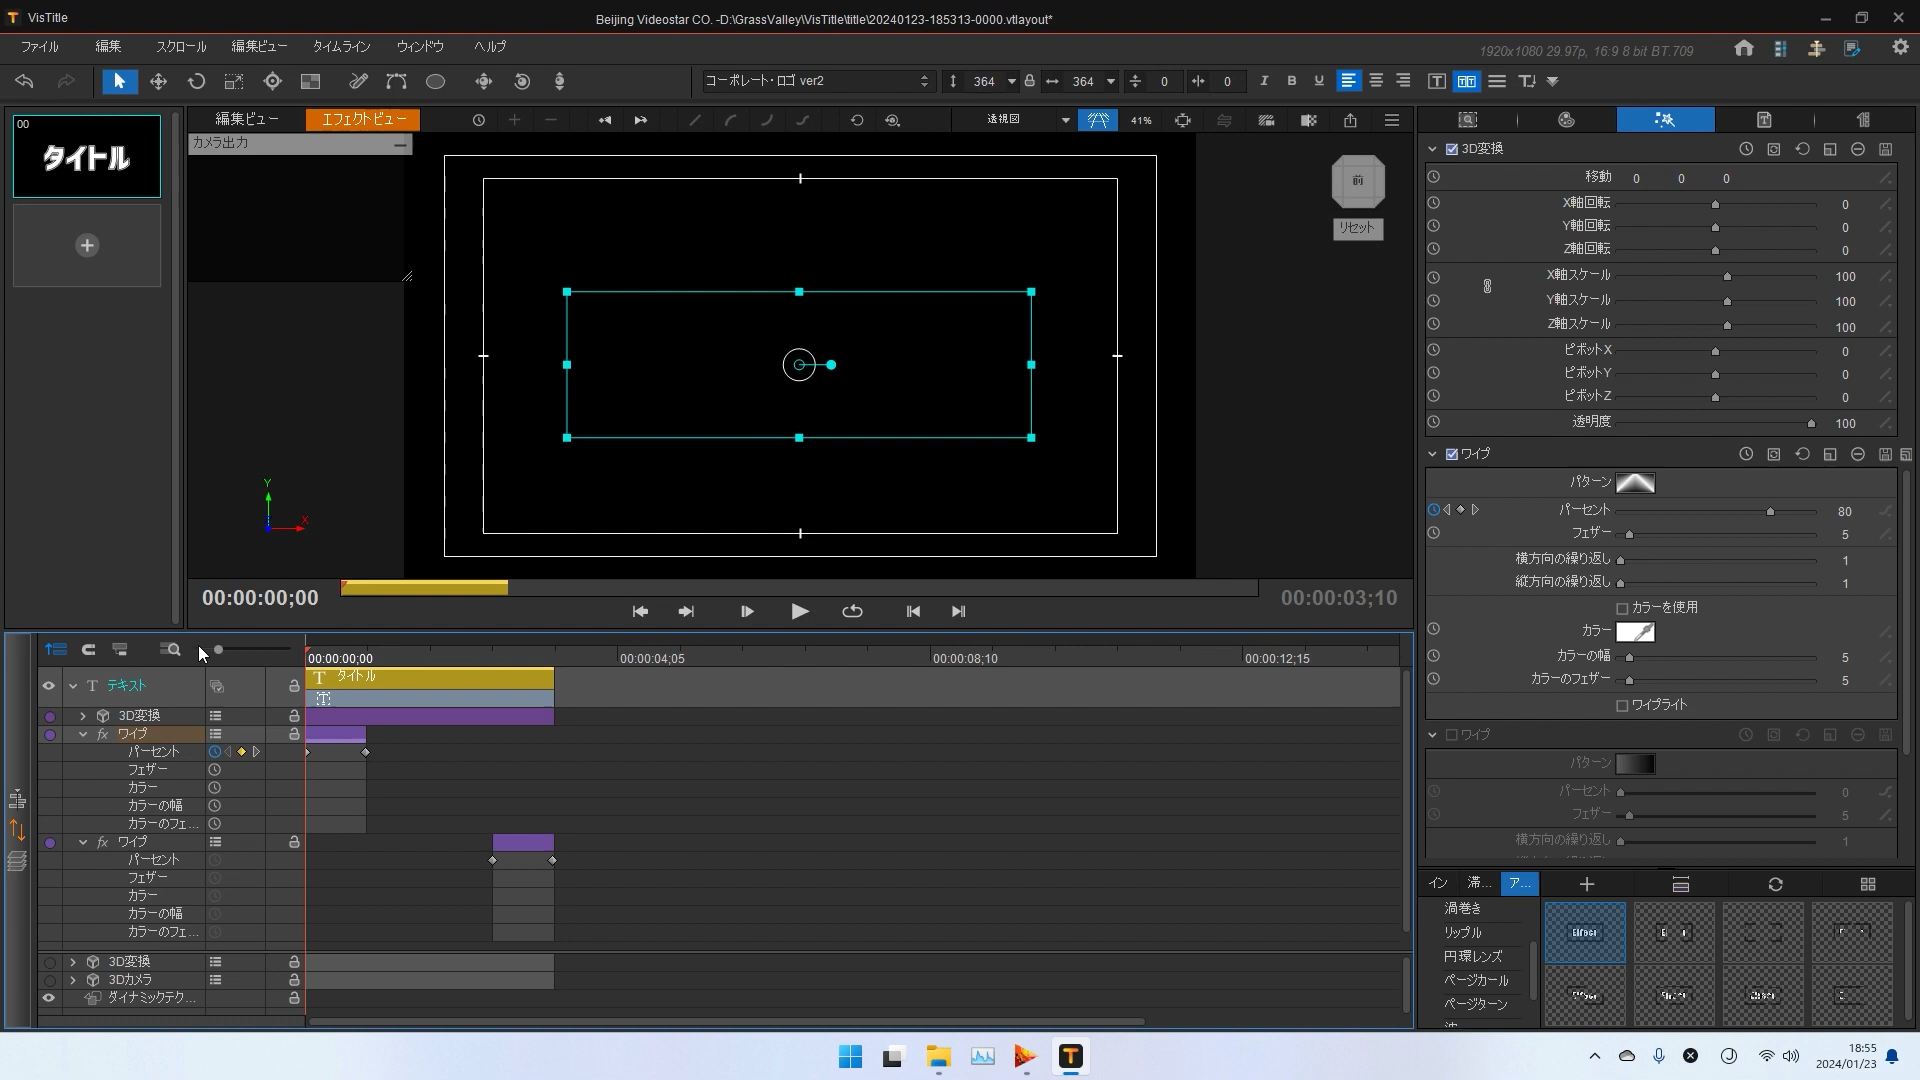 VisTitle
Beijing Videostar CO. -D:\GrassValley\VisTitle\title\20240123-185313-0000.vtlayout*
ファイル 編集 スクロール 編集ビュー タイムライン ウィンドウ ヘルプ
1920x1080 29.97p, 16:9 8 bit BT.709
コーポレート・ロゴ ver2 364 364 0 0 I B U
00
タイトル
編集ビュー エフェクトビュー 透視図 41%
カメラ出力
前
リセット
Y
X
00:00:00;00
00:00:03;10
3D変換
移動 0 0 0
X軸回転 0
Y軸回転 0
Z軸回転 0
X軸スケール 100
Y軸スケール 100
Z軸スケール 100
ピボットX 0
ピボットY 0
ピボットZ 0
透明度 100
ワイプ
パターン
パーセント 80
フェザー 5
横方向の繰り返し 1
縦方向の繰り返し 1
カラーを使用
カラー
カラーの幅 5
カラーのフェザー 5
ワイプライト
ワイプ
パターン
パーセント 0
フェザー 5
横方向の繰り返し 1
イン 滞... ア...
渦巻き
リップル
円環レンズ
ページカール
ページターン
Effect
00:00:00;00 00:00:04;05 00:00:08;10 00:00:12;15
T テキスト
T タイトル
3D変換
fx ワイプ
パーセント
フェザー
カラー
カラーの幅
カラーのフェ...
fx ワイプ
パーセント
フェザー
カラー
カラーの幅
カラーのフェ...
3D変換
3Dカメラ
ダイナミックテク...
18:55
2024/01/23